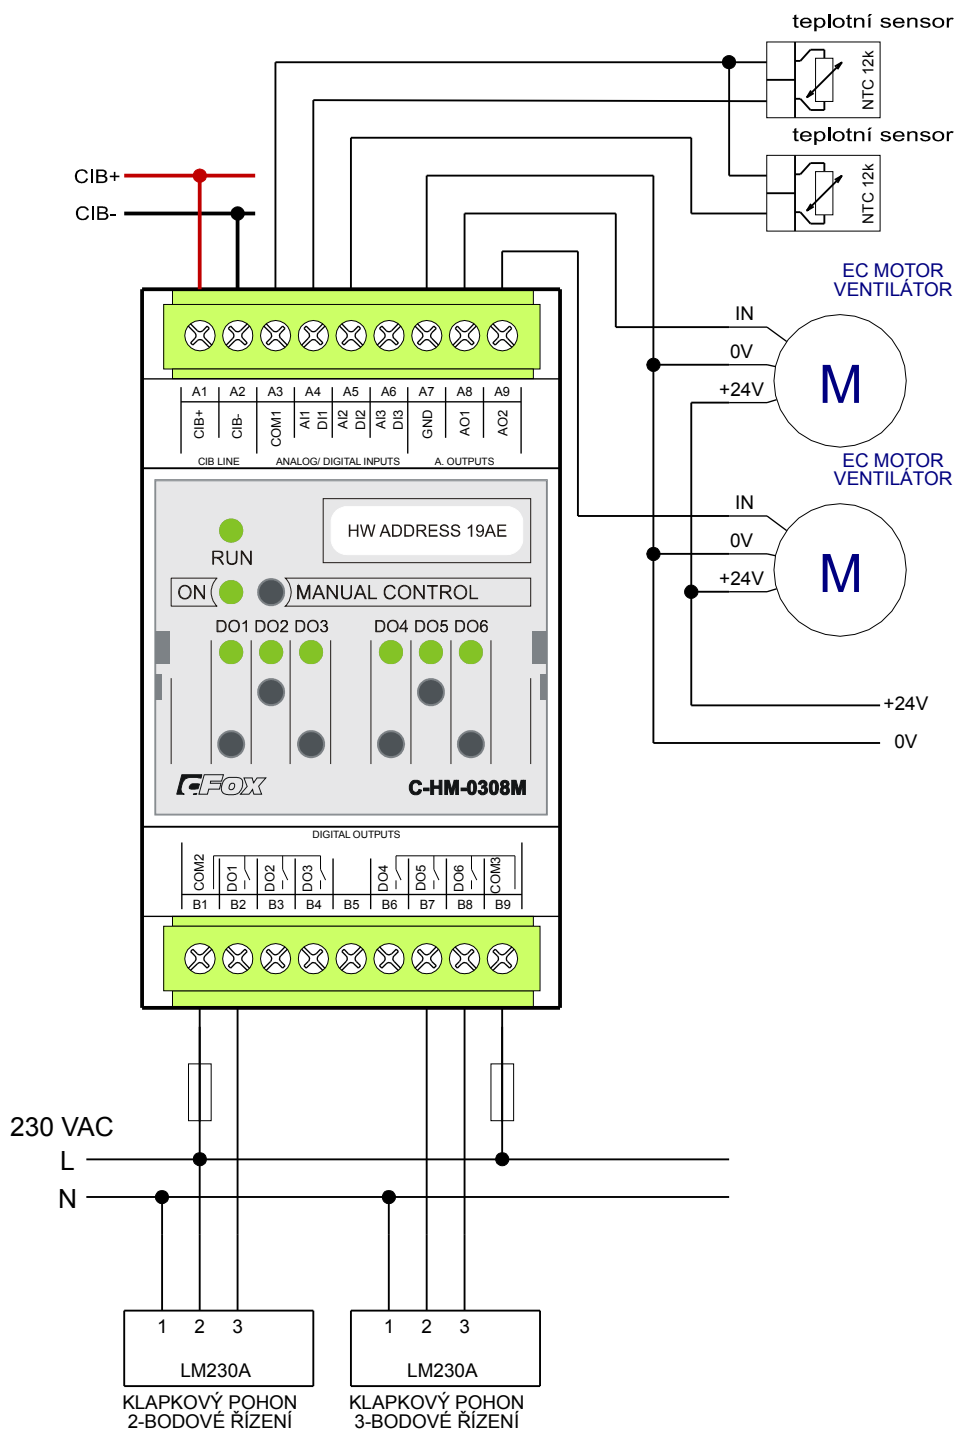 teplotní sensor
NTC 12k
teplotní sensor
NTC 12k
CIB+
CIB-
EC MOTOR
VENTILÁTOR
IN
0V
+24V
M
EC MOTOR
VENTILÁTOR
IN
0V
+24V
M
+24V
0V
A1 A2 A3 A4 A5 A6 A7 A8 A9
CIB+ CIB- COM1 AI1 DI1 AI2 DI2 AI3 DI3 GND AO1 AO2
CIB LINE ANALOG/ DIGITAL INPUTS A. OUTPUTS
HW ADDRESS 19AE
RUN
ON MANUAL CONTROL
DO1 DO2 DO3 DO4 DO5 DO6
CFOX C-HM-0308M
DIGITAL OUTPUTS
COM2 DO1 DO2 DO3 DO4 DO5 DO6 COM3
B1 B2 B3 B4 B5 B6 B7 B8 B9
230 VAC
L
N
1 2 3
LM230A
KLAPKOVÝ POHON
2-BODOVÉ ŘÍZENÍ
1 2 3
LM230A
KLAPKOVÝ POHON
3-BODOVÉ ŘÍZENÍ